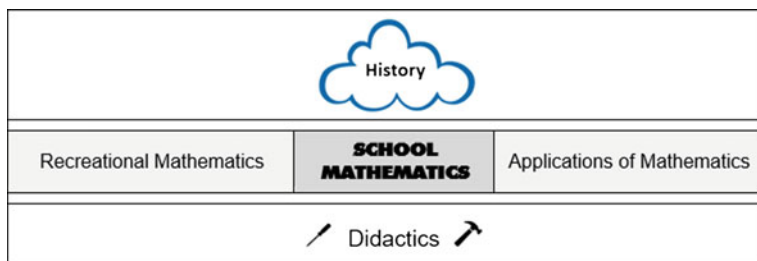 History
Recreational Mathematics
SCHOOL
MATHEMATICS
Applications of Mathematics
Didactics